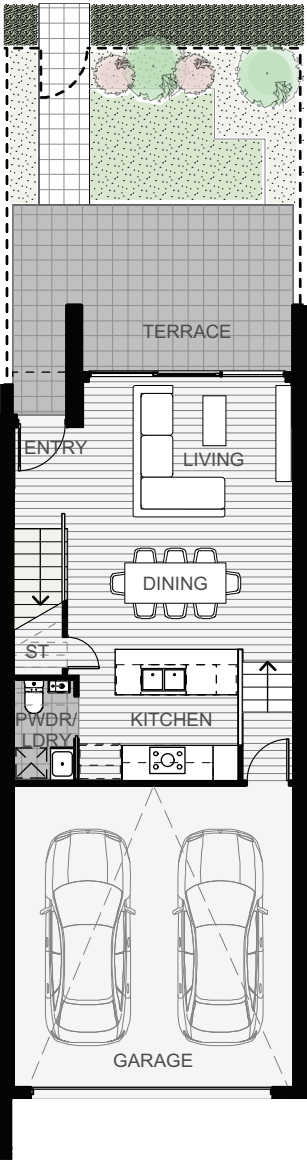 TERRACE
ENTRY
LIVING
DINING
ST
PWDR/
LDRY
KITCHEN
GARAGE